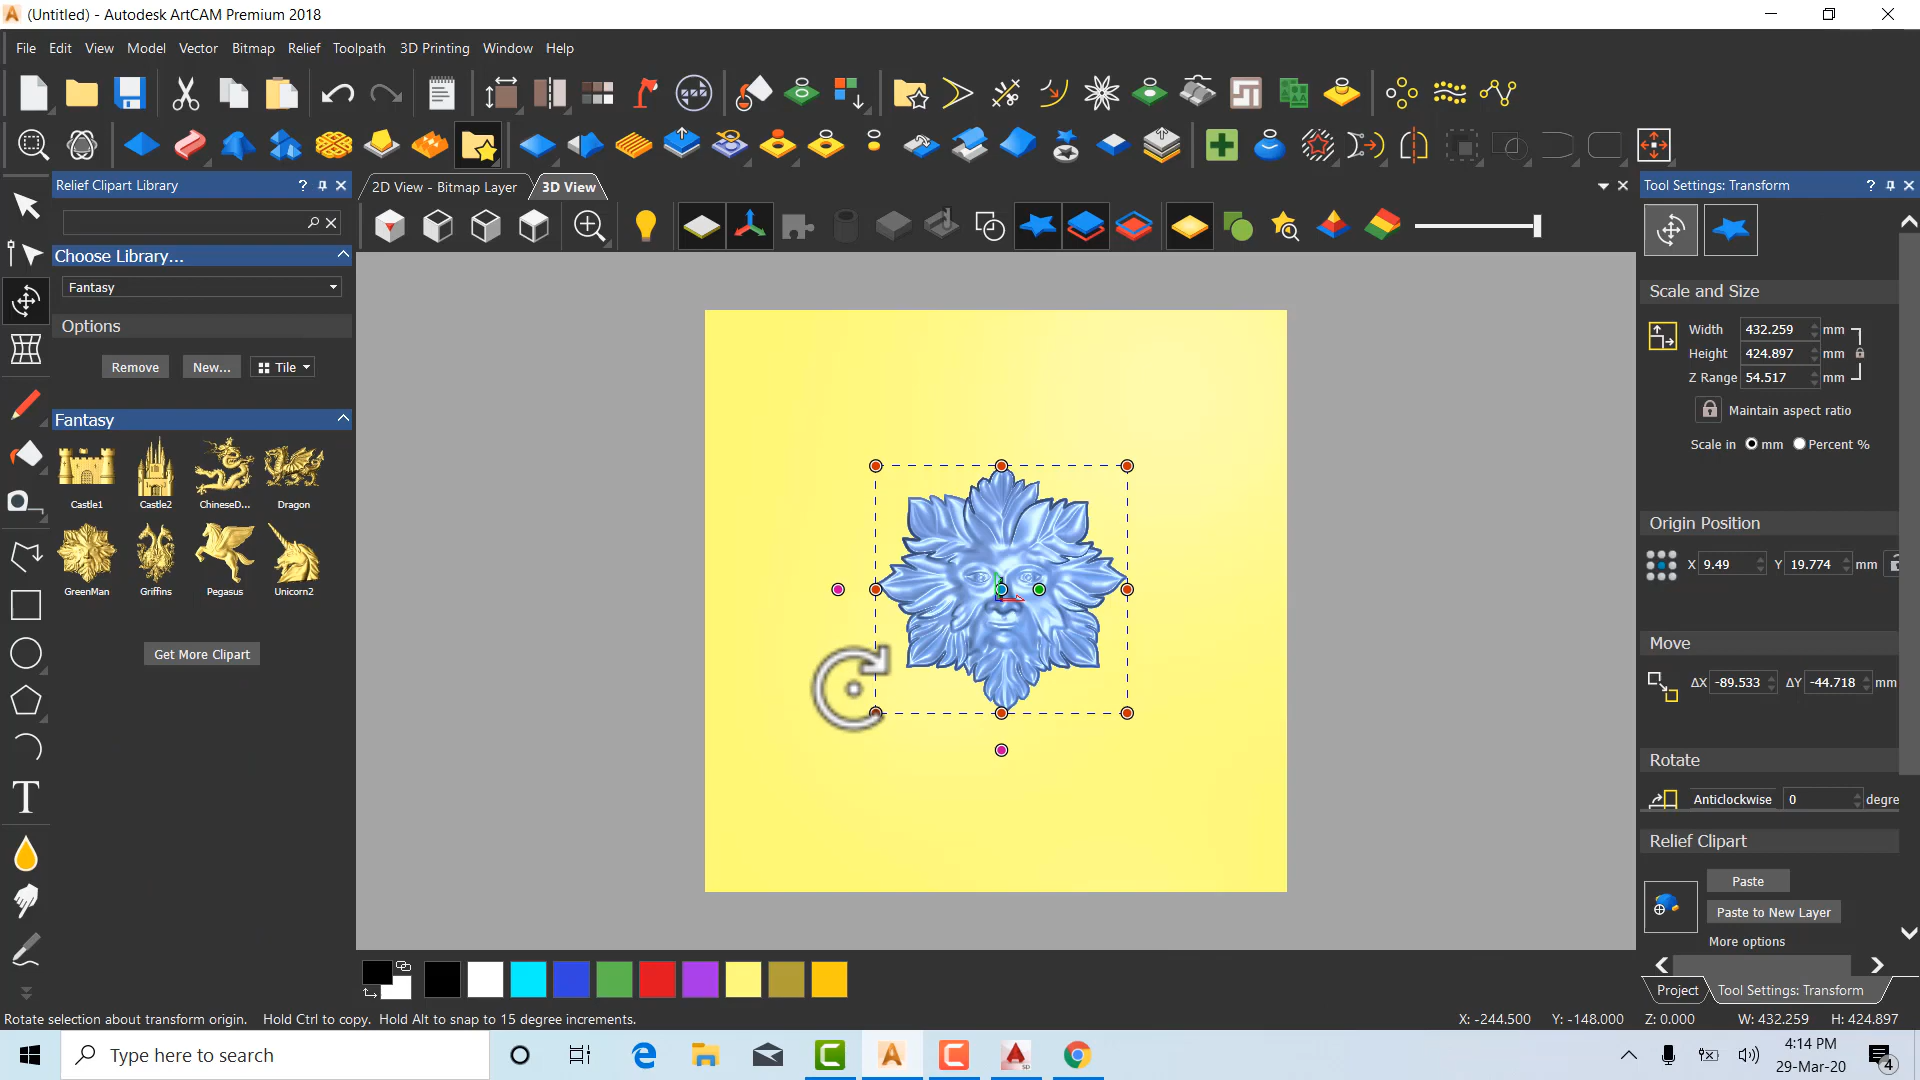 (Untitled) - Autodesk ArtCAM Premium 2018
File Edit View Model Vector Bitmap Relief Toolpath 3D Printing Window Help
Relief Clipart Library ?
2D View - Bitmap Layer 3D View
Tool Settings: Transform ?
Choose Library...
Fantasy
Options
Remove New... Tile
Fantasy
Castle1 Castle2 ChineseD... Dragon
GreenMan Griffins Pegasus Unicorn2
Get More Clipart
T
Scale and Size
Width 432.259 mm
Height 424.897 mm
Z Range 54.517 mm
Maintain aspect ratio
Scale in mm Percent %
Origin Position
X 9.49 Y 19.774 mm
Move
ΔX -89.533 ΔY -44.718 mm
Rotate
Anticlockwise 0 degre
Relief Clipart
Paste
Paste to New Layer
More options
Project Tool Settings: Transform
Rotate selection about transform origin. Hold Ctrl to copy. Hold Alt to snap to 15 degree increments.
X: -244.500 Y: -148.000 Z: 0.000 W: 432.259 H: 424.897
Type here to search
4:14 PM
29-Mar-20
4